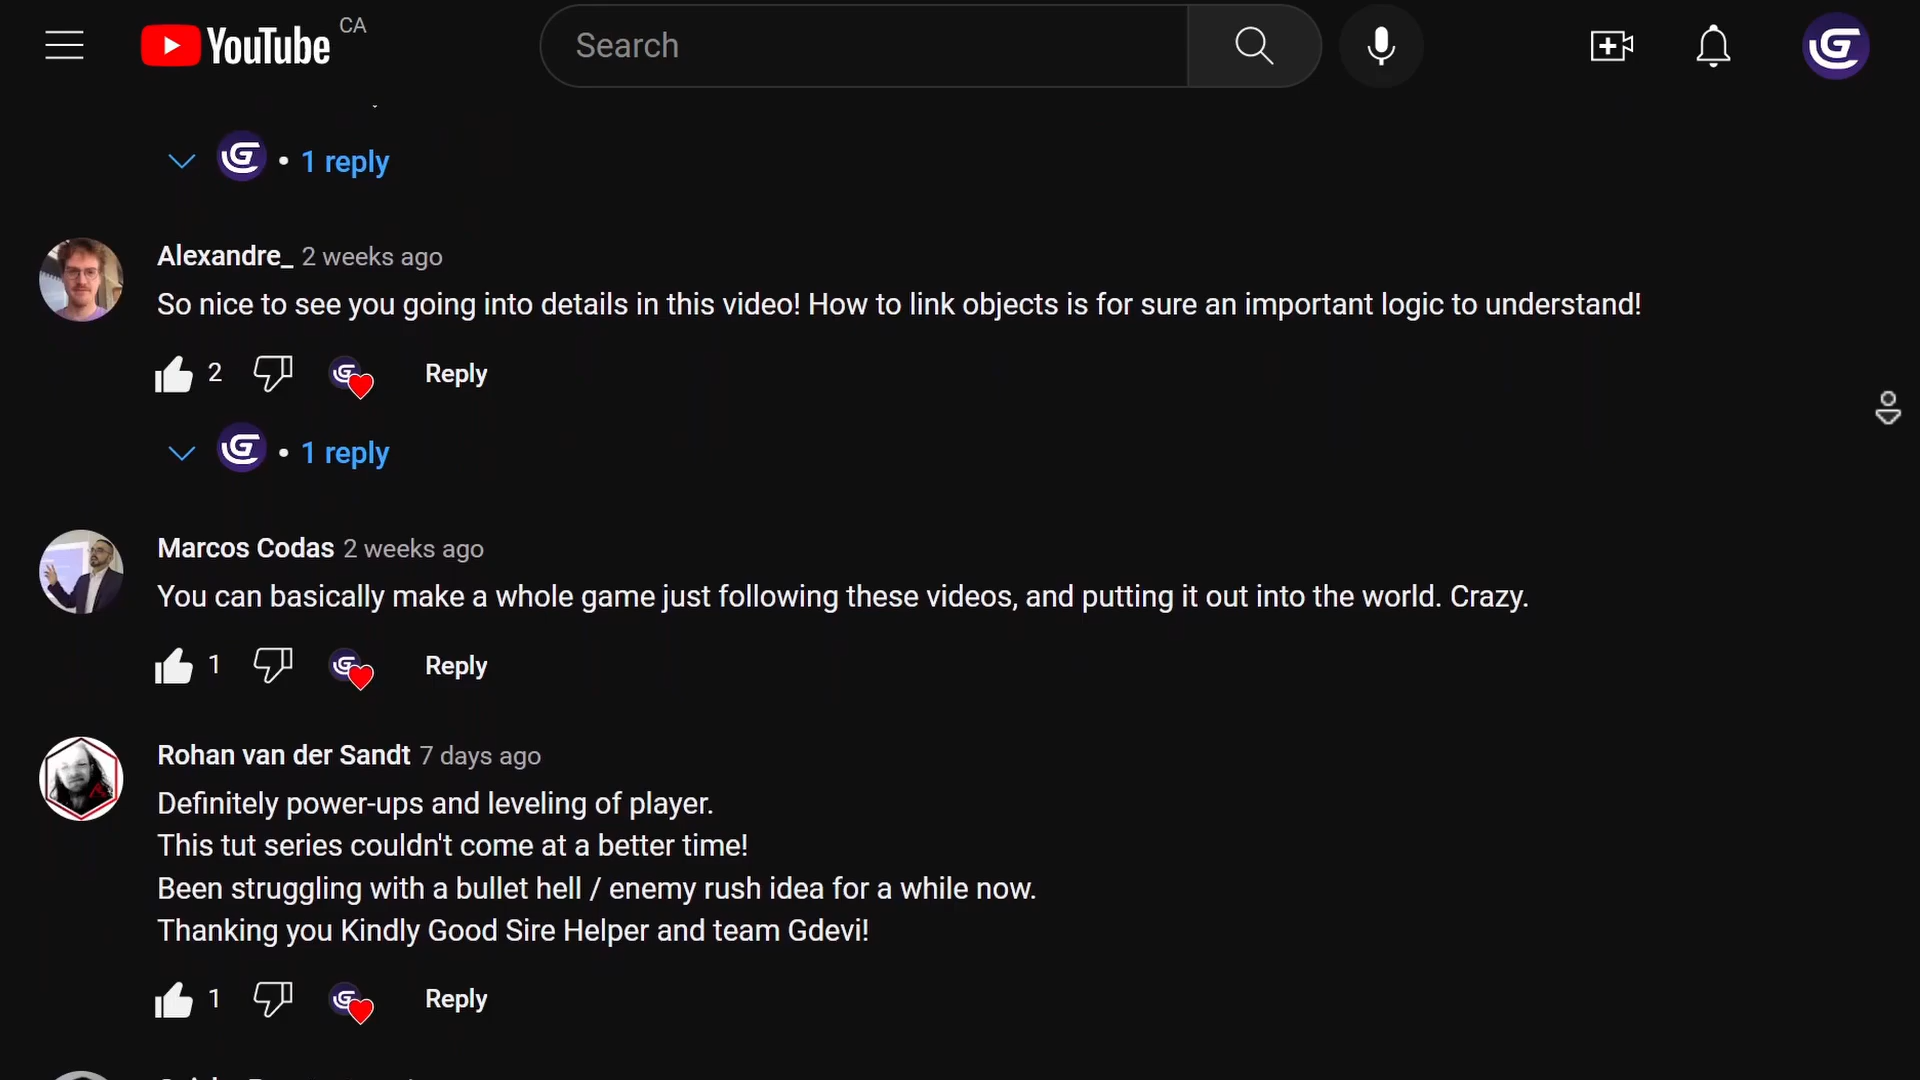 YouTube CA
Search
• 1 reply
Alexandre_ 2 weeks ago
So nice to see you going into details in this video! How to link objects is for sure an important logic to understand!
2 Reply
• 1 reply
Marcos Codas 2 weeks ago
You can basically make a whole game just following these videos, and putting it out into the world. Crazy.
1 Reply
Rohan van der Sandt 7 days ago
Definitely power-ups and leveling of player.
This tut series couldn't come at a better time!
Been struggling with a bullet hell / enemy rush idea for a while now.
Thanking you Kindly Good Sire Helper and team Gdevi!
1 Reply